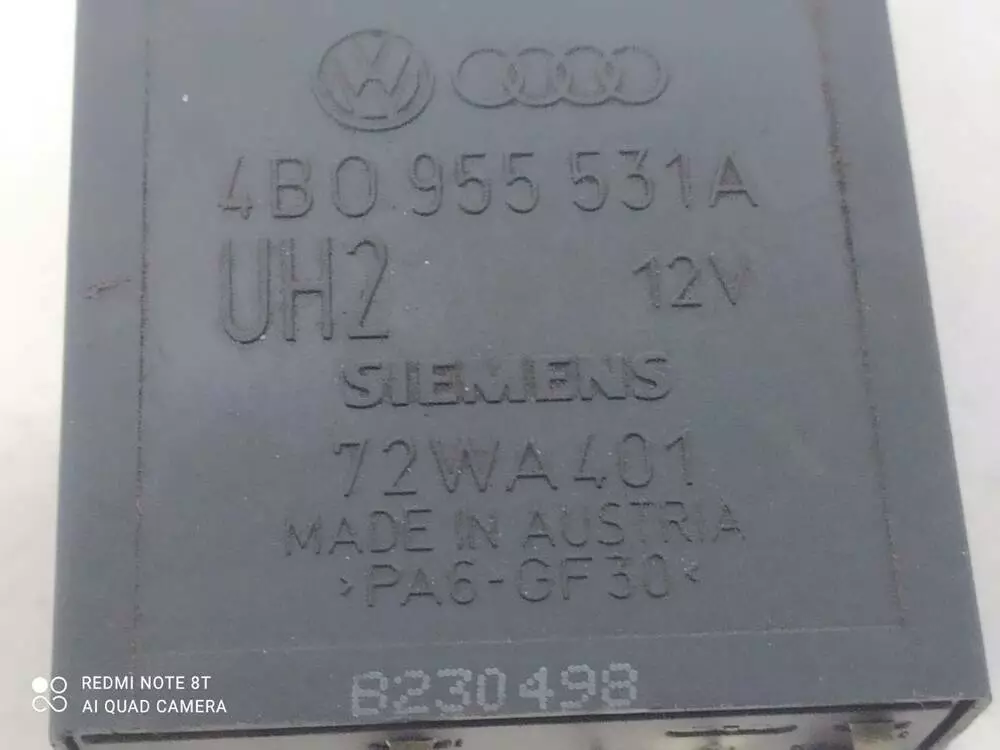 4B0 955 531A
UH2 12V
SIEMENS
72WA401
MADE IN AUSTRIA
>PA6-GF30<
B230498
REDMI NOTE 8T
AI QUAD CAMERA